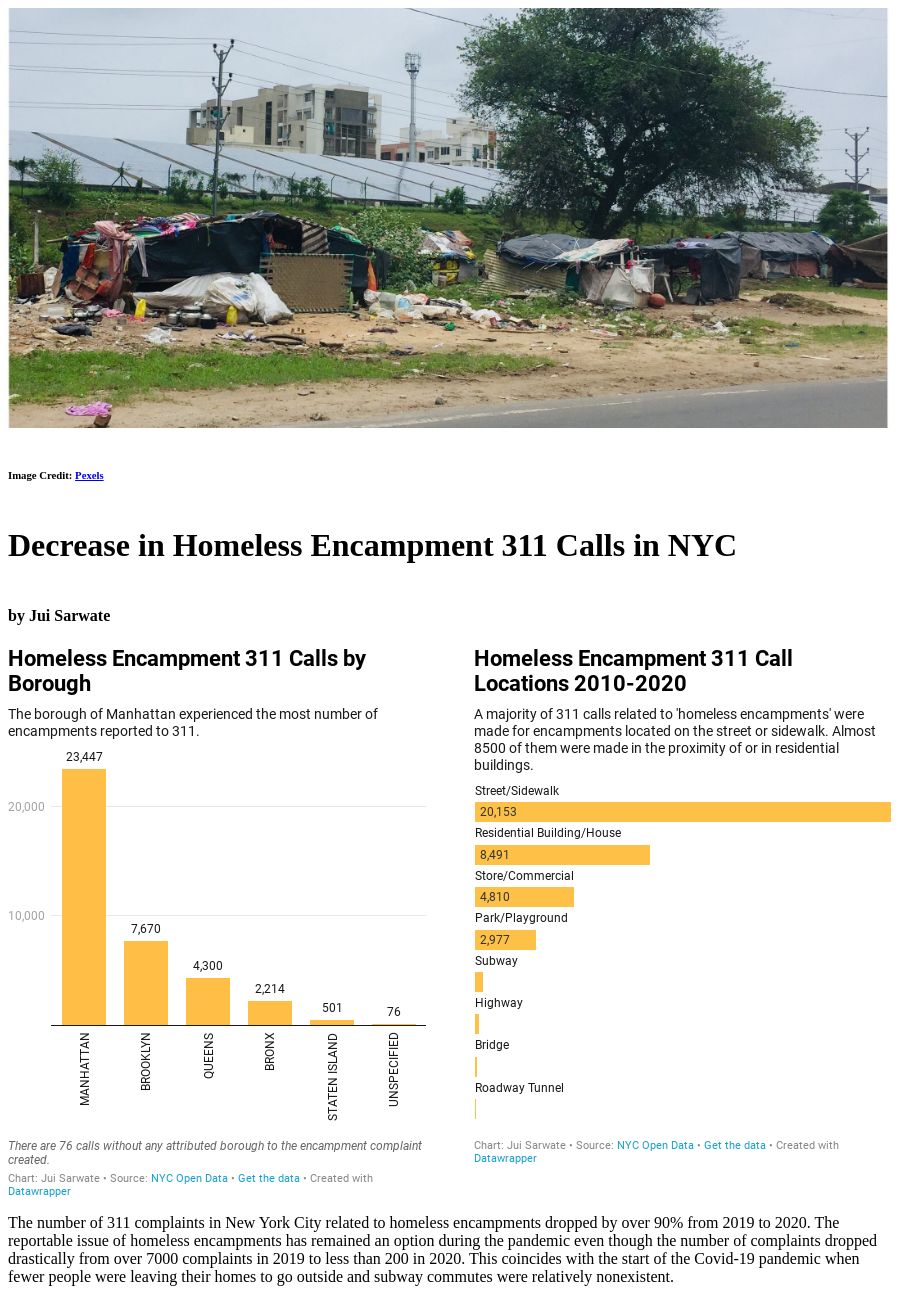 Image Credit: Pexels
Decrease in Homeless Encampment 311 Calls in NYC
by Jui Sarwate
Homeless Encampment 311 Calls by
Borough
The borough of Manhattan experienced the most number of
encampments reported to 311.
23,447
20,000
7,670
10,000
4,300
2,214
501
76
MANHATTAN
BROOKLYN
QUEENS
BRONX
STATEN ISLAND
UNSPECIFIED
There are 76 calls without any attributed borough to the encampment complaint
created.
Chart: Jui Sarwate • Source: NYC Open Data • Get the data • Created with
Datawrapper
Homeless Encampment 311 Call
Locations 2010-2020
A majority of 311 calls related to 'homeless encampments' were
made for encampments located on the street or sidewalk. Almost
8500 of them were made in the proximity of or in residential
buildings.
Street/Sidewalk
20,153
Residential Building/House
8,491
Store/Commercial
4,810
Park/Playground
2,977
Subway
Highway
Bridge
Roadway Tunnel
Chart: Jui Sarwate • Source: NYC Open Data • Get the data • Created with
Datawrapper
The number of 311 complaints in New York City related to homeless encampments dropped by over 90% from 2019 to 2020. The
reportable issue of homeless encampments has remained an option during the pandemic even though the number of complaints dropped
drastically from over 7000 complaints in 2019 to less than 200 in 2020. This coincides with the start of the Covid-19 pandemic when
fewer people were leaving their homes to go outside and subway commutes were relatively nonexistent.